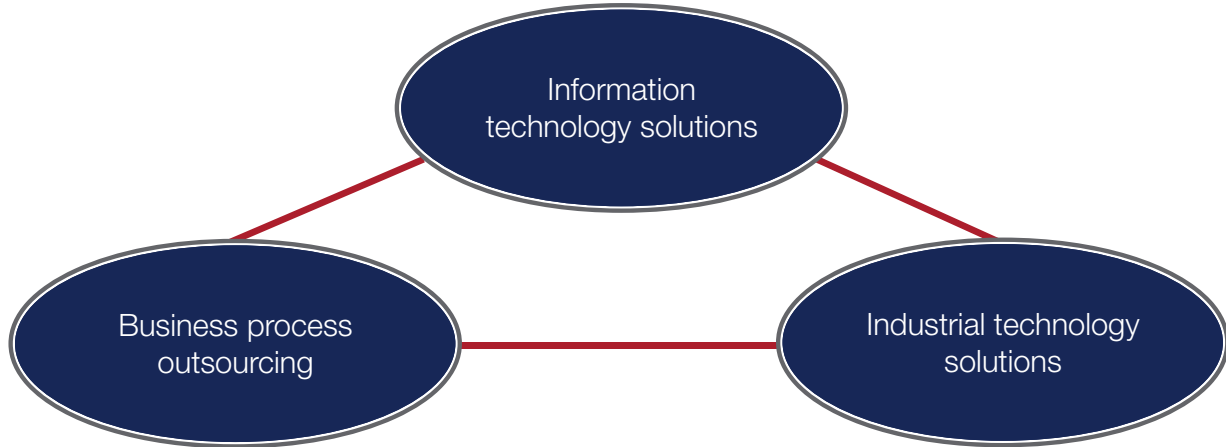 Information
technology solutions
Business process
outsourcing
Industrial technology
solutions